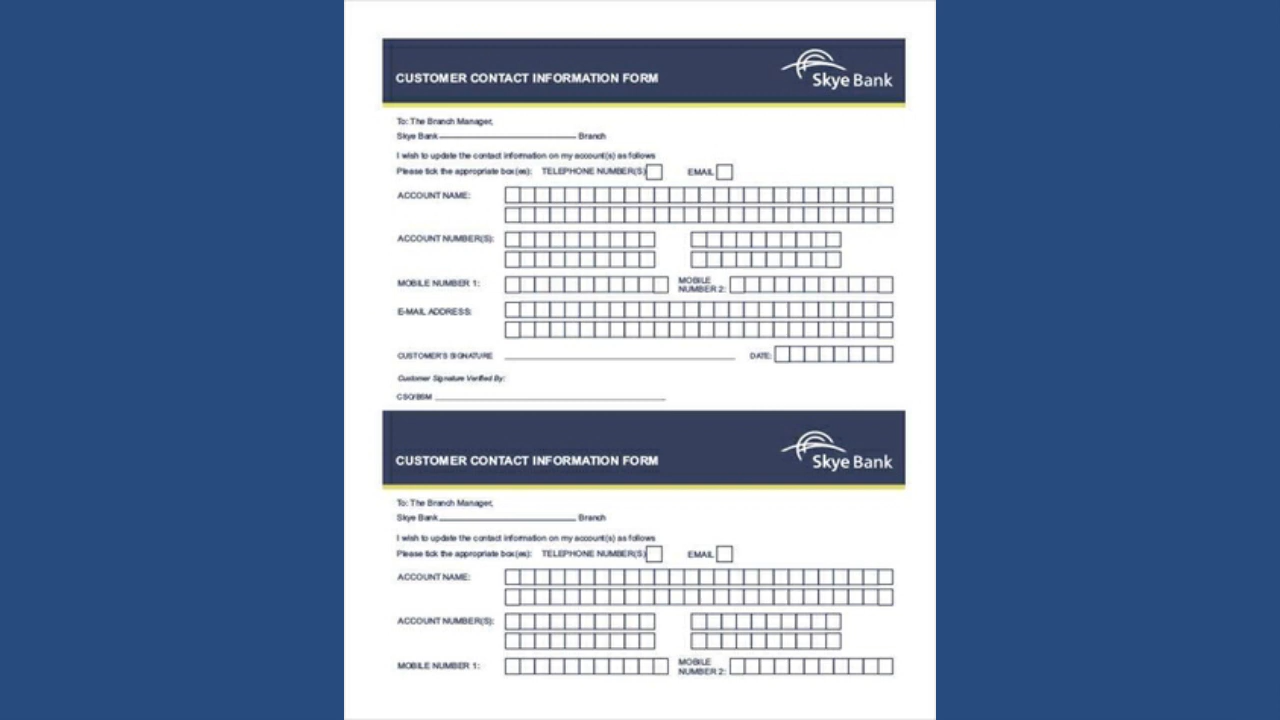 CUSTOMER CONTACT INFORMATION FORM
Skye Bank
To: The Branch Manager,
Skye Bank Branch
I wish to update the contact information on my account(s) as follows
Please tick the appropriate box(es): TELEPHONE NUMBER(S) EMAIL
ACCOUNT NAME:
ACCOUNT NUMBER(S):
MOBILE NUMBER 1: MOBILE NUMBER 2:
E-MAIL ADDRESS:
CUSTOMER'S SIGNATURE DATE:
Customer Signature Verified By:
CSO/BSM
CUSTOMER CONTACT INFORMATION FORM
Skye Bank
To: The Branch Manager,
Skye Bank Branch
I wish to update the contact information on my account(s) as follows
Please tick the appropriate box(es): TELEPHONE NUMBER(S) EMAIL
ACCOUNT NAME:
ACCOUNT NUMBER(S):
MOBILE NUMBER 1: MOBILE NUMBER 2: